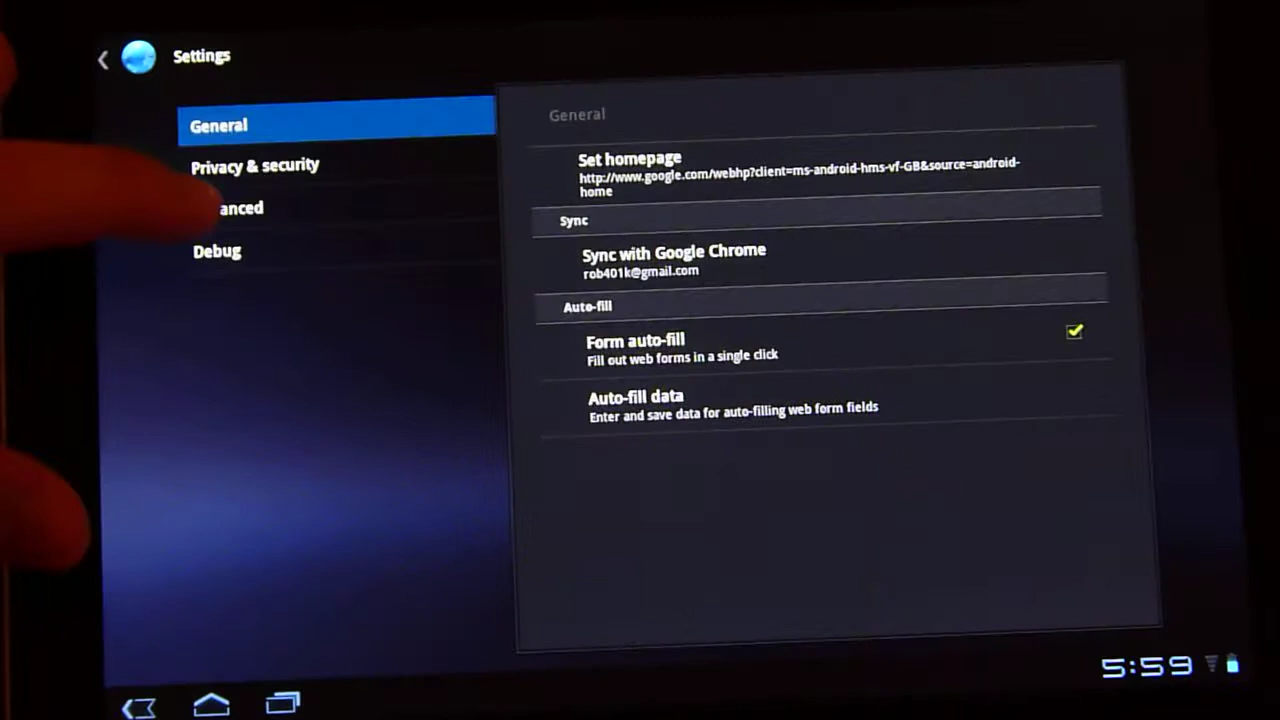 Settings
General
Privacy & security
anced
Debug
General
Set homepage
http://www.google.com/webhp?client=ms-android-hms-vf-GB&source=android-
home
Sync
Sync with Google Chrome
rob401k@gmail.com
Auto-fill
Form auto-fill
Fill out web forms in a single click
Auto-fill data
Enter and save data for auto-filling web form fields
5:59